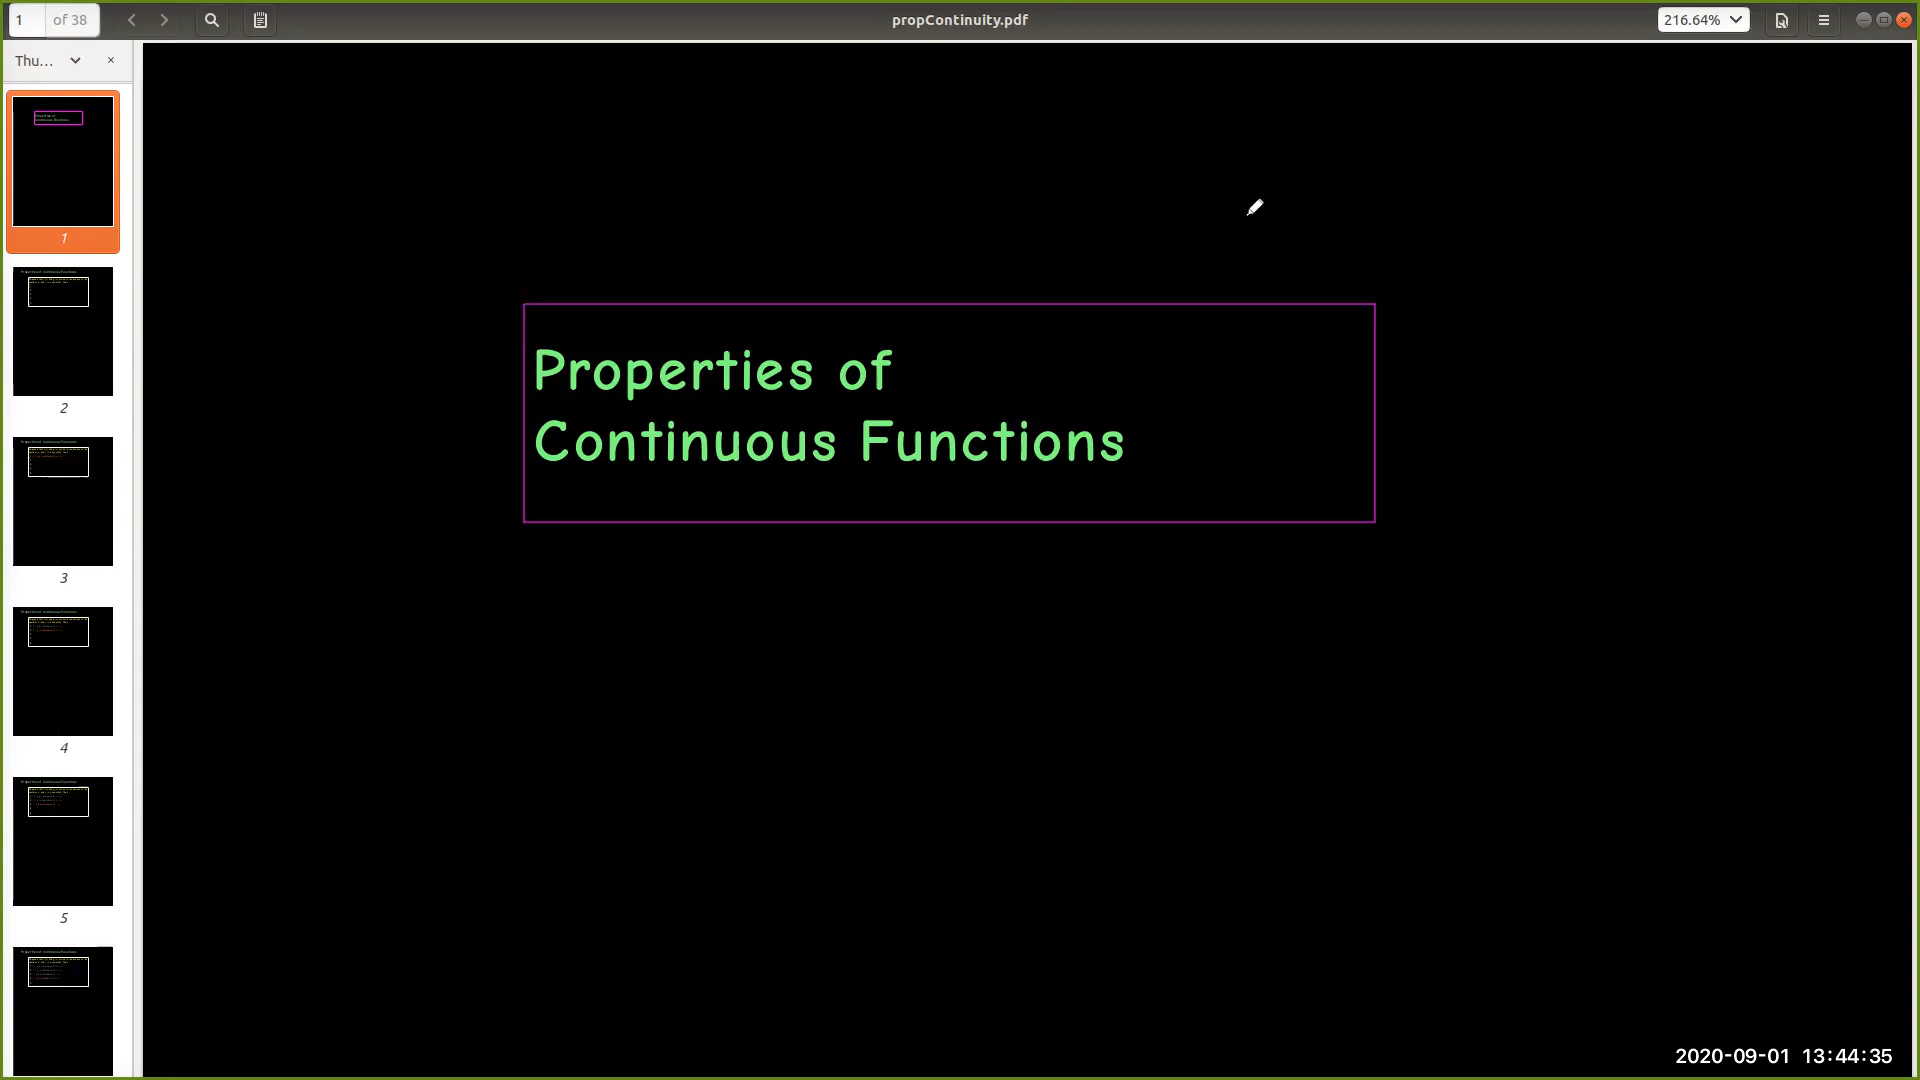 1 of 38
propContinuity.pdf
216.64%
Thu...
1
2
3
4
5
Properties of
Continuous Functions
2020-09-01 13:44:35